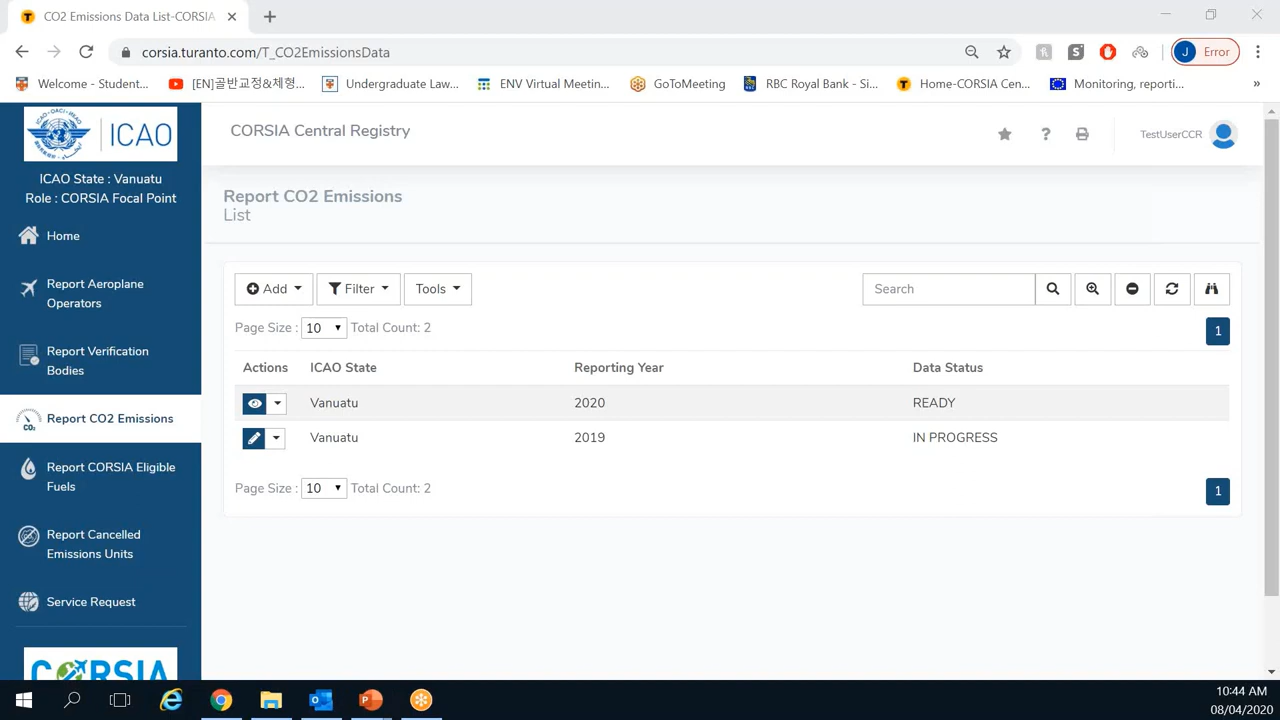 CO2 Emissions Data List-CORSIA
corsia.turanto.com/T_CO2EmissionsData
J Error
Welcome - Student...
[EN]골반교정&체형...
Undergraduate Law...
ENV Virtual Meetin...
GoToMeeting
RBC Royal Bank - Si...
Home-CORSIA Cen...
Monitoring, reporti...
»
ICAO
ICAO State : Vanuatu
Role : CORSIA Focal Point
Home
Report Aeroplane
Operators
Report Verification
Bodies
Report CO2 Emissions
Report CORSIA Eligible
Fuels
Report Cancelled
Emissions Units
Service Request
CORSIA
CORSIA Central Registry
TestUserCCR
Report CO2 Emissions
List
Add Filter Tools Search
Page Size : 10 Total Count: 2 1
Actions ICAO State Reporting Year Data Status
Vanuatu 2020 READY
Vanuatu 2019 IN PROGRESS
Page Size : 10 Total Count: 2 1
10:44 AM
08/04/2020